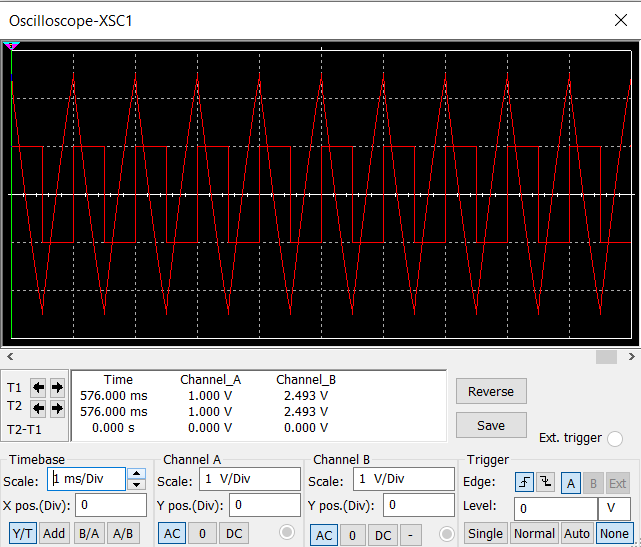 Oscilloscope-XSC1
Time Channel_A Channel_B
T1 576.000 ms 1.000 V 2.493 V
T2 576.000 ms 1.000 V 2.493 V
T2-T1 0.000 s 0.000 V 0.000 V
Reverse
Save
Ext. trigger
Timebase
Scale: 1 ms/Div
X pos.(Div): 0
Y/T Add B/A A/B
Channel A
Scale: 1 V/Div
Y pos.(Div): 0
AC 0 DC
Channel B
Scale: 1 V/Div
Y pos.(Div): 0
AC 0 DC -
Trigger
Edge: A B Ext
Level: 0 V
Single Normal Auto None